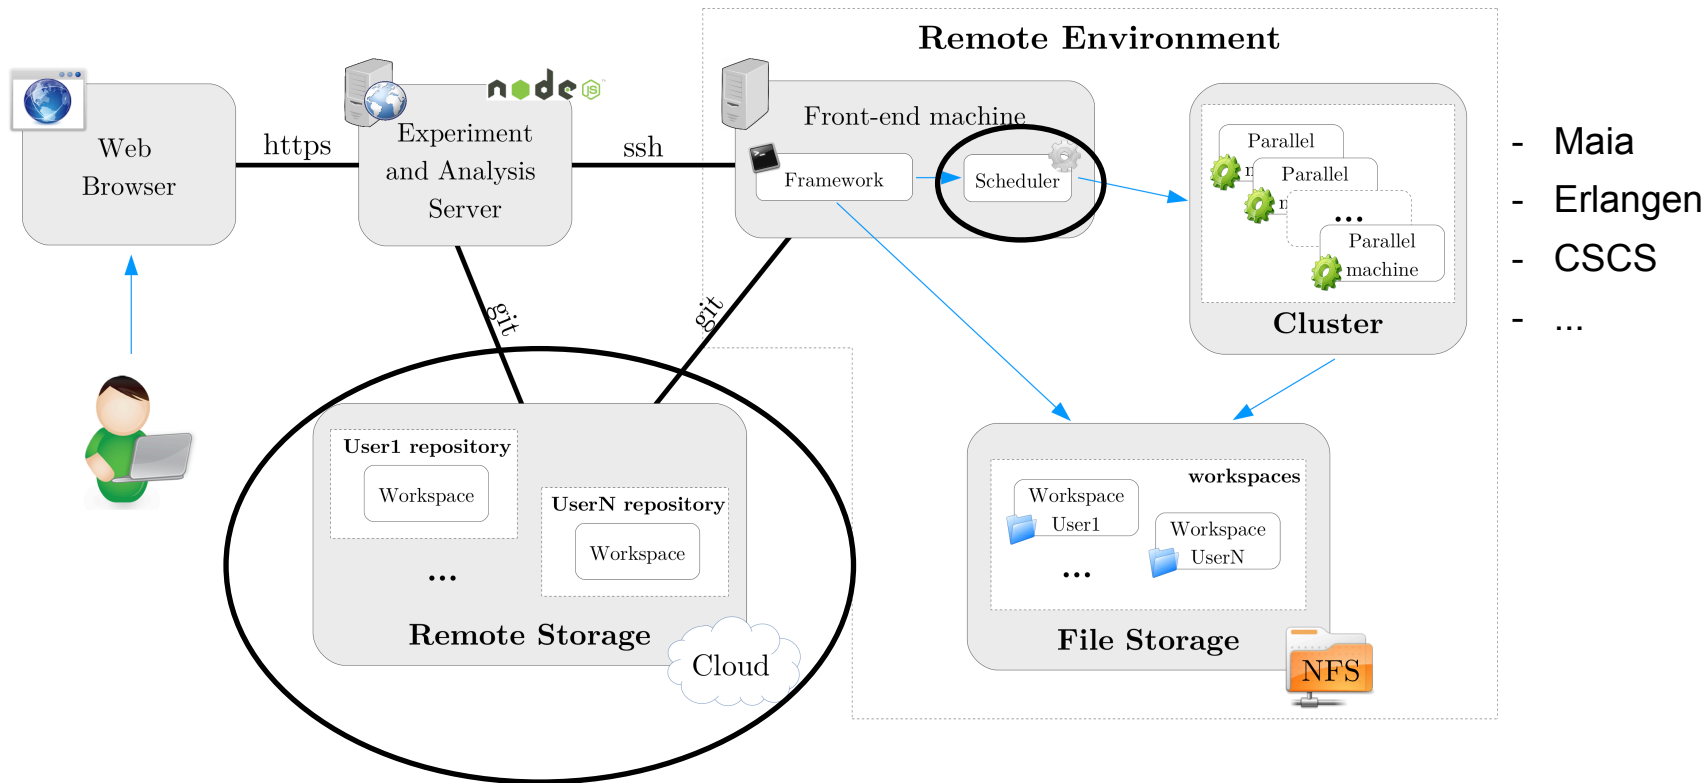 Remote Environment
node
JS
Web
Browser
https
Experiment
and Analysis
Server
ssh
Front-end machine
Framework
Scheduler
Parallel
m
Parallel
m
...
Parallel
machine
Cluster
- Maia
- Erlangen
- CSCS
- ...
git
git
User1 repository
Workspace
UserN repository
Workspace
...
Remote Storage
Cloud
workspaces
Workspace
User1
Workspace
UserN
...
File Storage
NFS